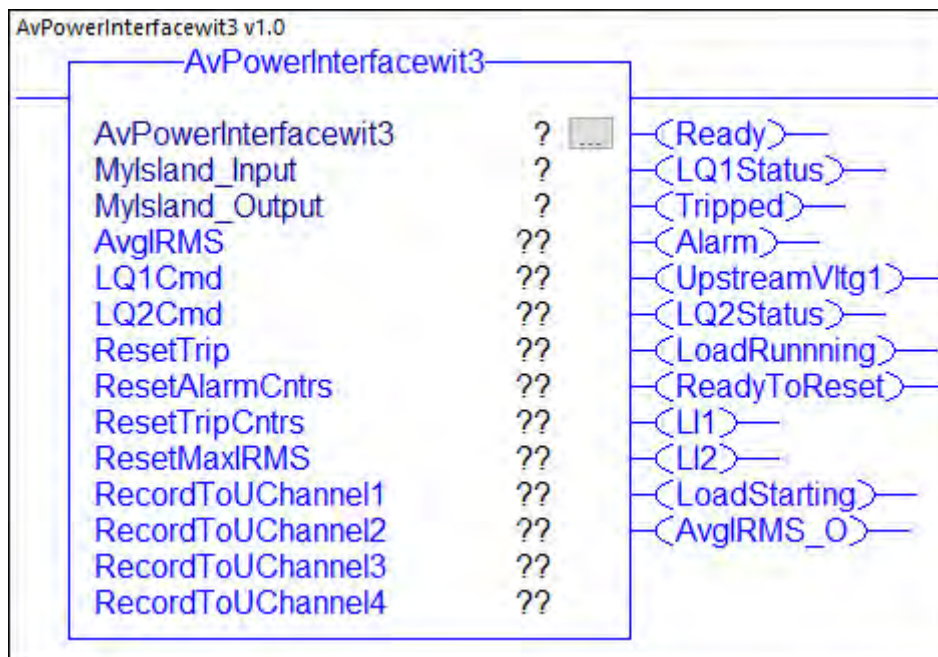 AvPowerInterfacewit3 v1.0
AvPowerInterfacewit3
AvPowerInterfacewit3 ? ... Ready
MyIsland_Input ? LQ1Status
MyIsland_Output ? Tripped
AvgIRMS ?? Alarm
LQ1Cmd ?? UpstreamVltg1
LQ2Cmd ?? LQ2Status
ResetTrip ?? LoadRunnning
ResetAlarmCntrs ?? ReadyToReset
ResetTripCntrs ?? LI1
ResetMaxIRMS ?? LI2
RecordToUChannel1 ?? LoadStarting
RecordToUChannel2 ?? AvgIRMS_O
RecordToUChannel3 ??
RecordToUChannel4 ??